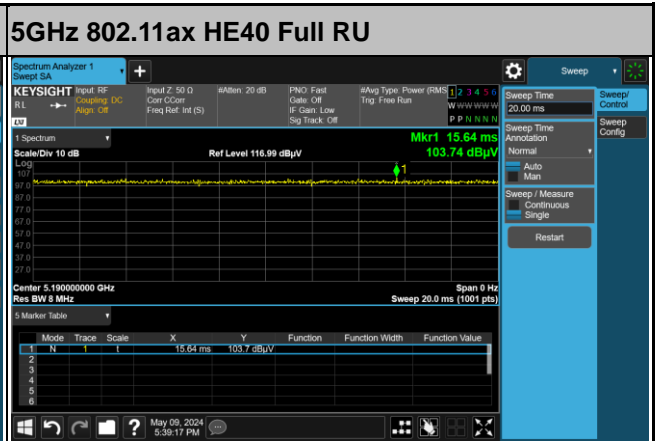 5GHz 802.11ax HE40 Full RU
Spectrum Analyzer 1
Swept SA
Sweep
KEYSIGHT
RL
LXI
Input: RF
Coupling: DC
Align: Off
Input Z: 50 Ω
Corr CCorr
Freq Ref: Int (S)
#Atten: 20 dB
PNO: Fast
Gate: Off
IF Gain: Low
Sig Track: Off
#Avg Type: Power (RMS
Trig: Free Run
1 2 3 4 5 6
W W W W W W
P P N N N N
1 Spectrum
Scale/Div 10 dB
Ref Level 116.99 dBµV
Mkr1 15.64 ms
103.74 dBµV
Log
107
97.0
87.0
77.0
67.0
57.0
47.0
37.0
27.0
1
Center 5.190000000 GHz
Span 0 Hz
Res BW 8 MHz
Sweep 20.0 ms (1001 pts)
5 Marker Table
Mode Trace Scale X Y Function Function Width Function Value
1 N 1 t 15.64 ms 103.7 dBµV
2
3
4
5
6
Sweep Time
20.00 ms
Sweep Time
Annotation
Normal
Auto
Man
Sweep / Measure
Continuous
Single
Restart
Sweep/
Control
Sweep
Config
?
May 09, 2024
5:39:17 PM